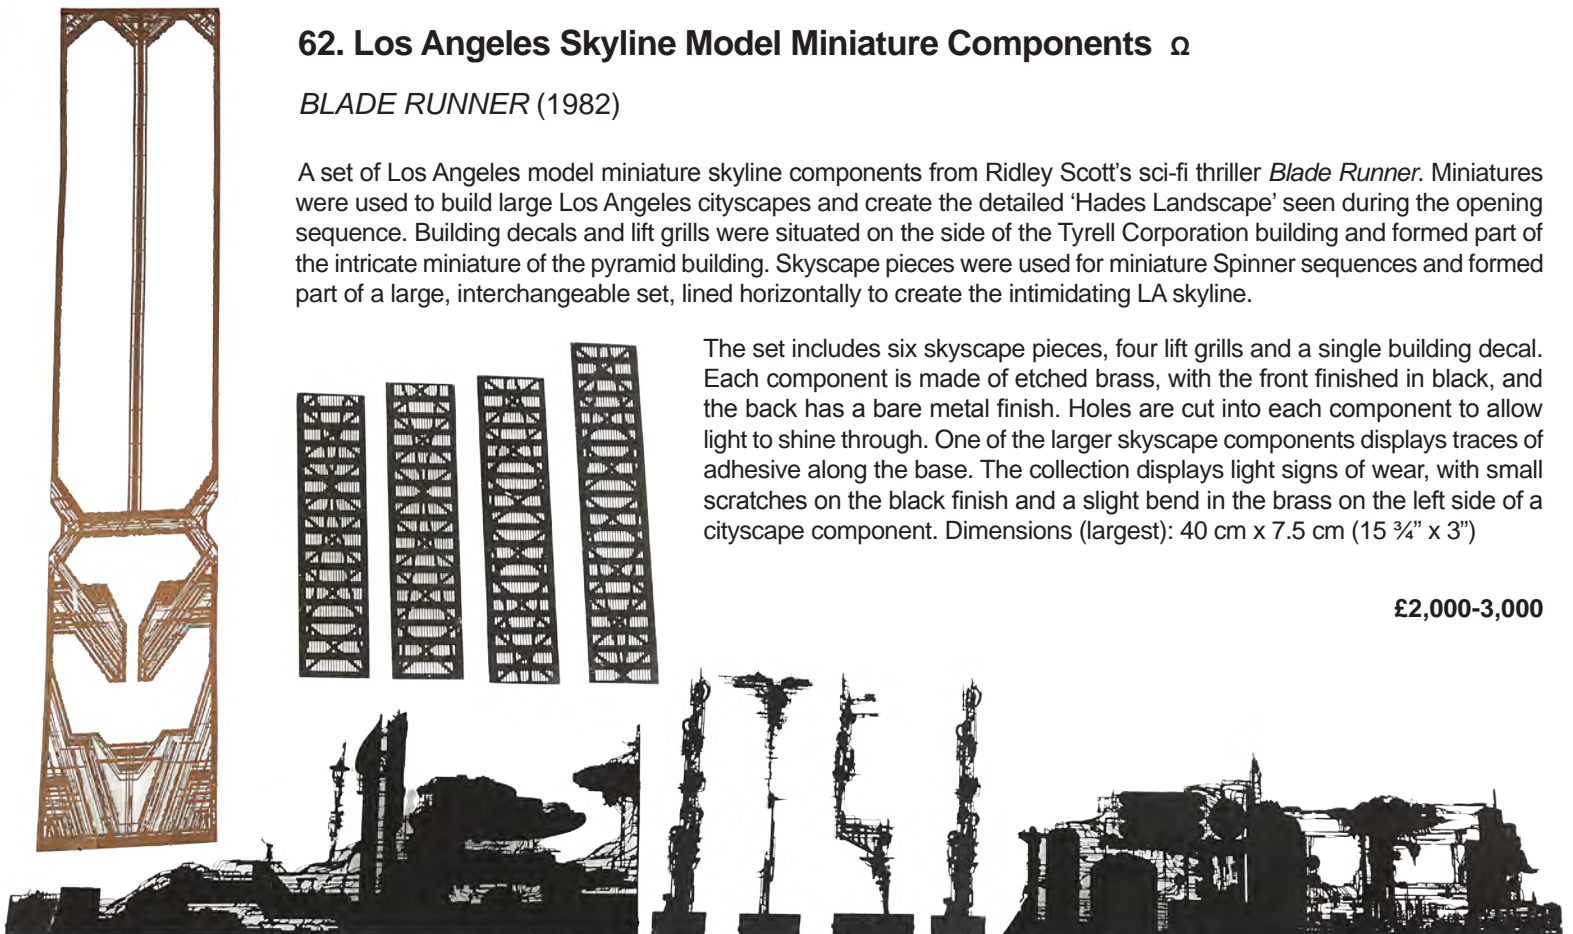 62. Los Angeles Skyline Model Miniature Components Ω
BLADE RUNNER (1982)
A set of Los Angeles model miniature skyline components from Ridley Scott’s sci-fi thriller Blade Runner. Miniatures
were used to build large Los Angeles cityscapes and create the detailed ‘Hades Landscape’ seen during the opening
sequence. Building decals and lift grills were situated on the side of the Tyrell Corporation building and formed part of
the intricate miniature of the pyramid building. Skyscape pieces were used for miniature Spinner sequences and formed
part of a large, interchangeable set, lined horizontally to create the intimidating LA skyline.
The set includes six skyscape pieces, four lift grills and a single building decal.
Each component is made of etched brass, with the front finished in black, and
the back has a bare metal finish. Holes are cut into each component to allow
light to shine through. One of the larger skyscape components displays traces of
adhesive along the base. The collection displays light signs of wear, with small
scratches on the black finish and a slight bend in the brass on the left side of a
cityscape component. Dimensions (largest): 40 cm x 7.5 cm (15 ¾” x 3”)
£2,000-3,000